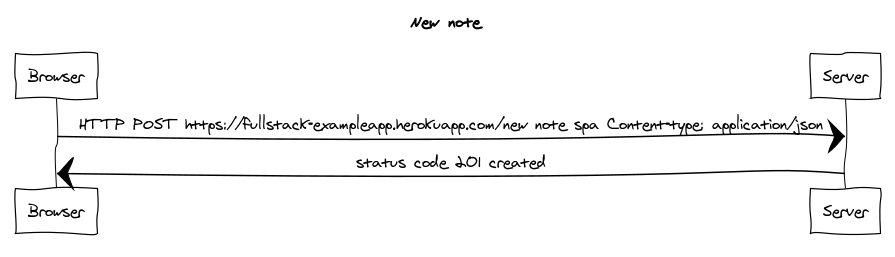 New note
Browser
Server
HTTP POST https://fullstack-exampleapp.herokuapp.com/new note spa Content-type: application/json
status code 201 created
Browser
Server